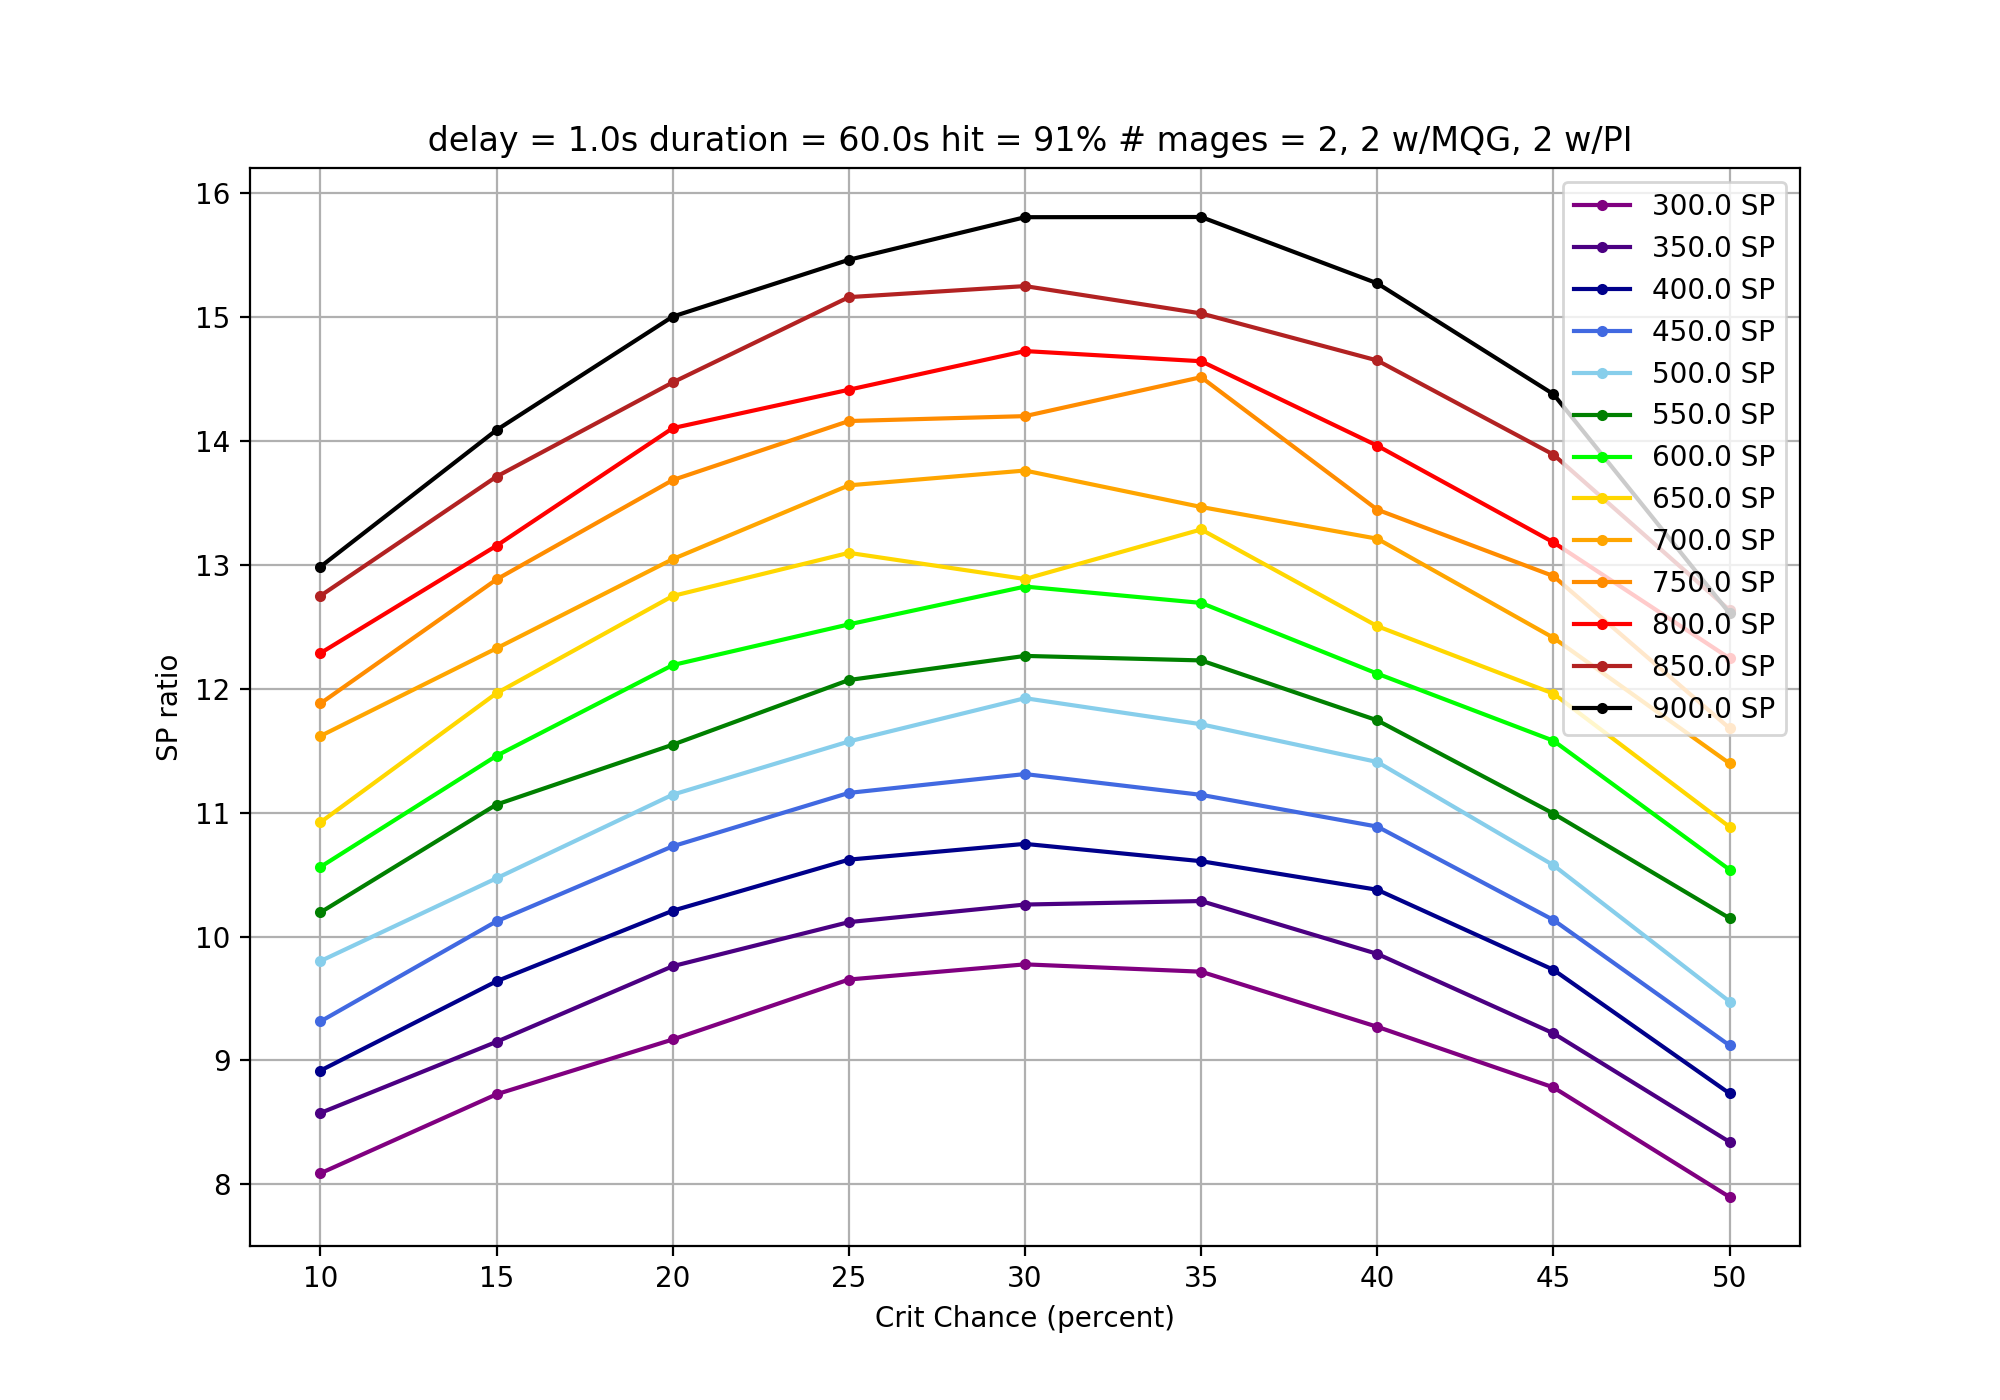 delay = 1.0s duration = 60.0s hit = 91% # mages = 2, 2 w/MQG, 2 w/PI
16
15
14
13
12
11
10
9
8
SP ratio
300.0 SP
350.0 SP
400.0 SP
450.0 SP
500.0 SP
550.0 SP
600.0 SP
650.0 SP
700.0 SP
750.0 SP
800.0 SP
850.0 SP
900.0 SP
10 15 20 25 30 35 40 45 50
Crit Chance (percent)